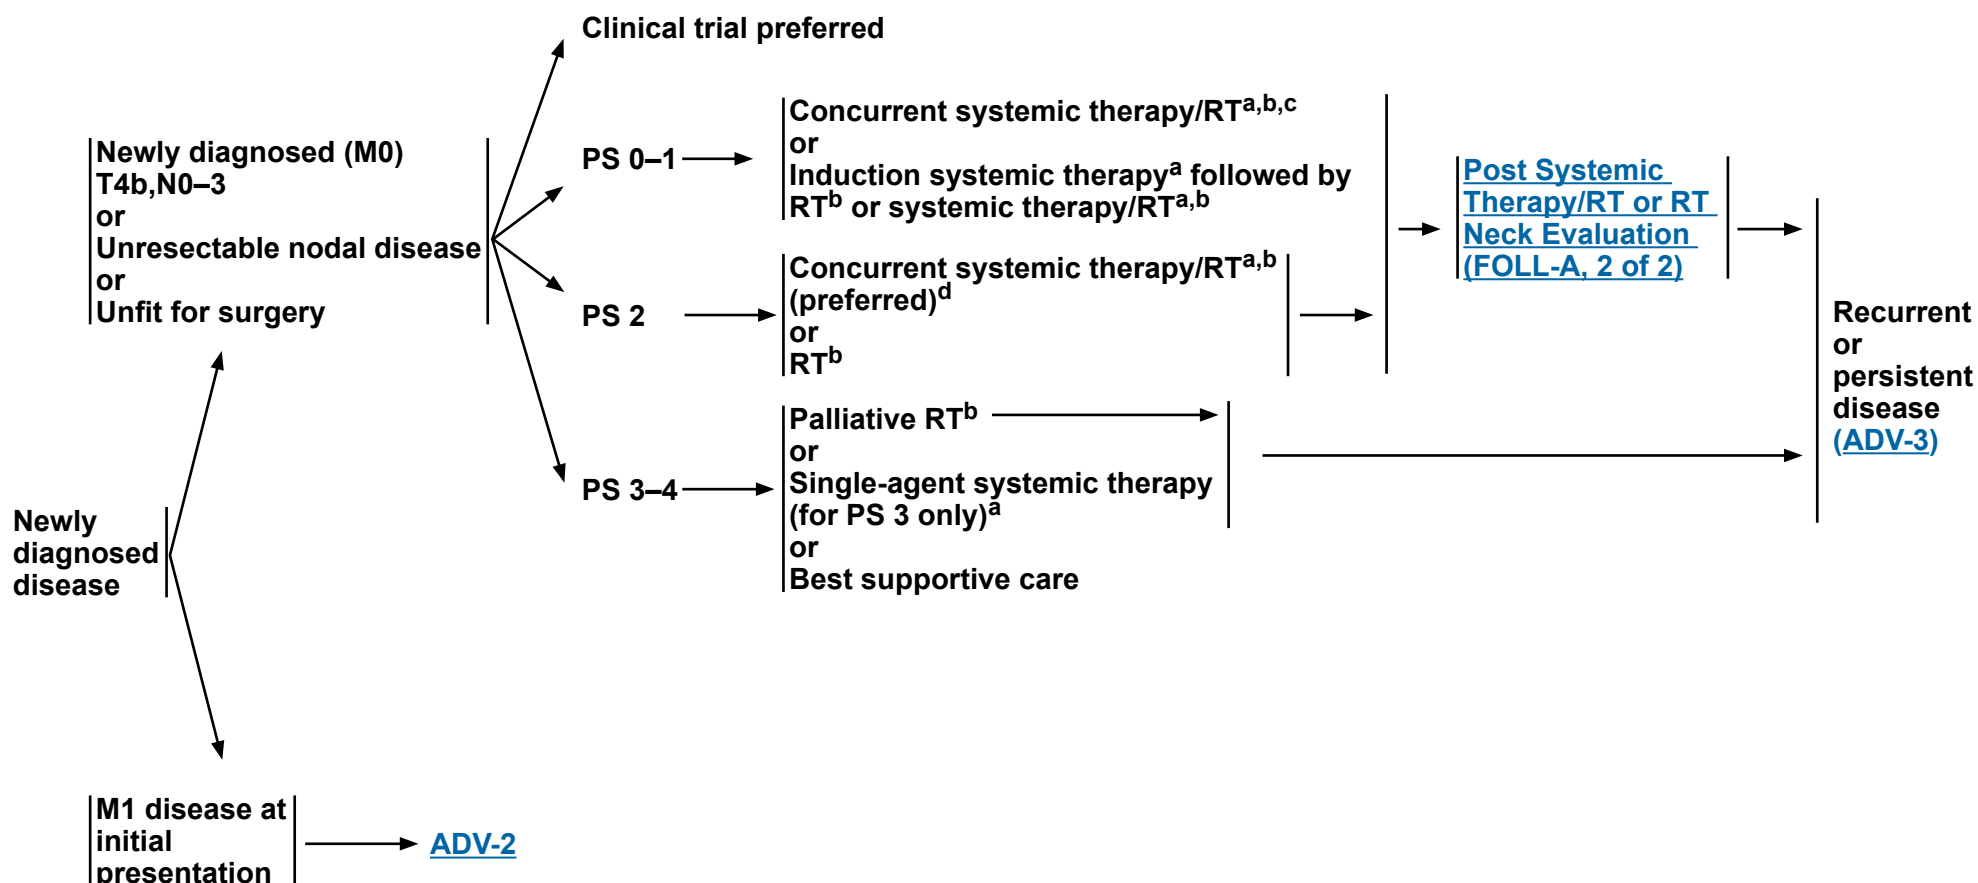 Clinical trial preferred
Newly diagnosed (M0)
T4b,N0–3
or
Unresectable nodal disease
or
Unfit for surgery
PS 0–1
Concurrent systemic therapy/RTa,b,c
or
Induction systemic therapya followed by
RTb or systemic therapy/RTa,b
PS 2
Concurrent systemic therapy/RTa,b
(preferred)d
or
RTb
PS 3–4
Palliative RTb
or
Single-agent systemic therapy
(for PS 3 only)a
or
Best supportive care
Post Systemic
Therapy/RT or RT
Neck Evaluation
(FOLL-A, 2 of 2)
Recurrent
or
persistent
disease
(ADV-3)
Newly
diagnosed
disease
M1 disease at
initial
presentation
ADV-2